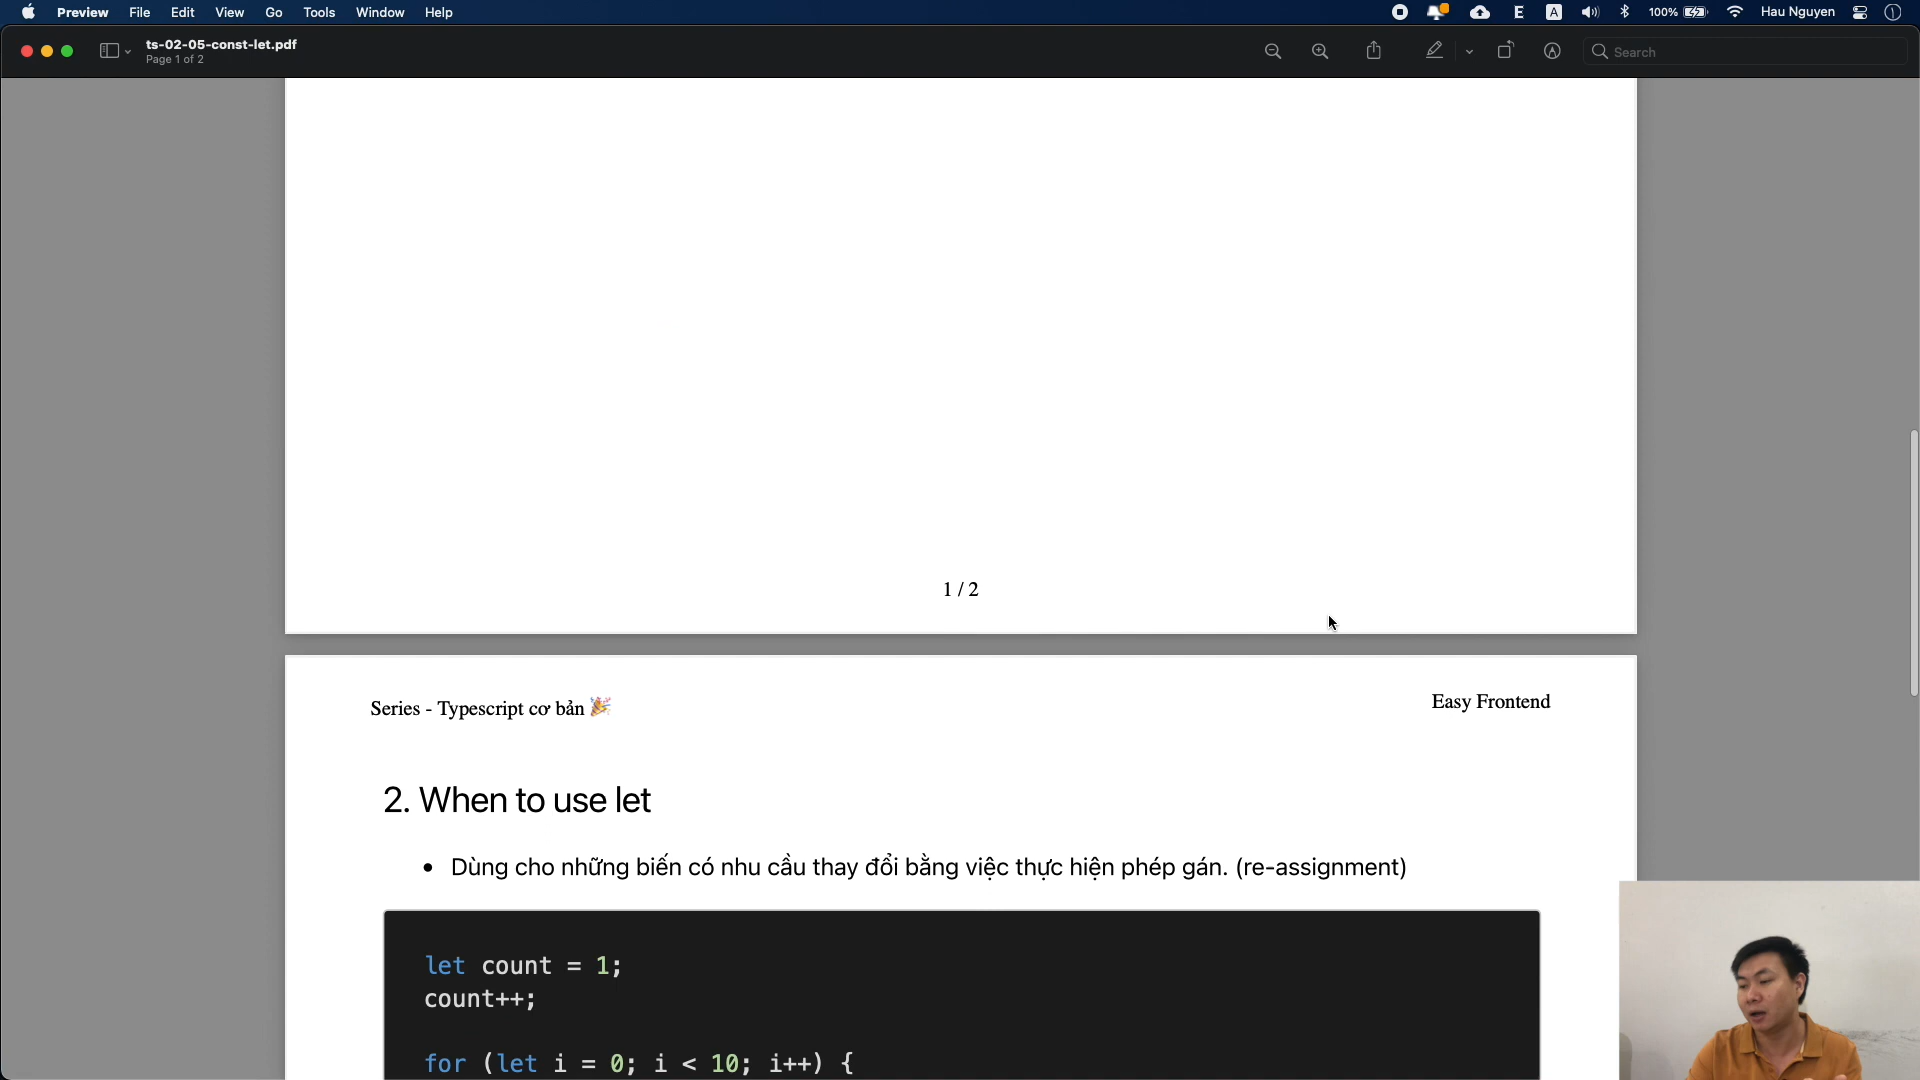 Preview File Edit View Go Tools Window Help E A 100% Hau Nguyen
ts-02-05-const-let.pdf
Page 1 of 2
Search
1 / 2
Series - Typescript cơ bản 🎉 Easy Frontend
2. When to use let
• Dùng cho những biến có nhu cầu thay đổi bằng việc thực hiện phép gán. (re-assignment)
let count = 1;
count++;
for (let i = 0; i < 10; i++) {